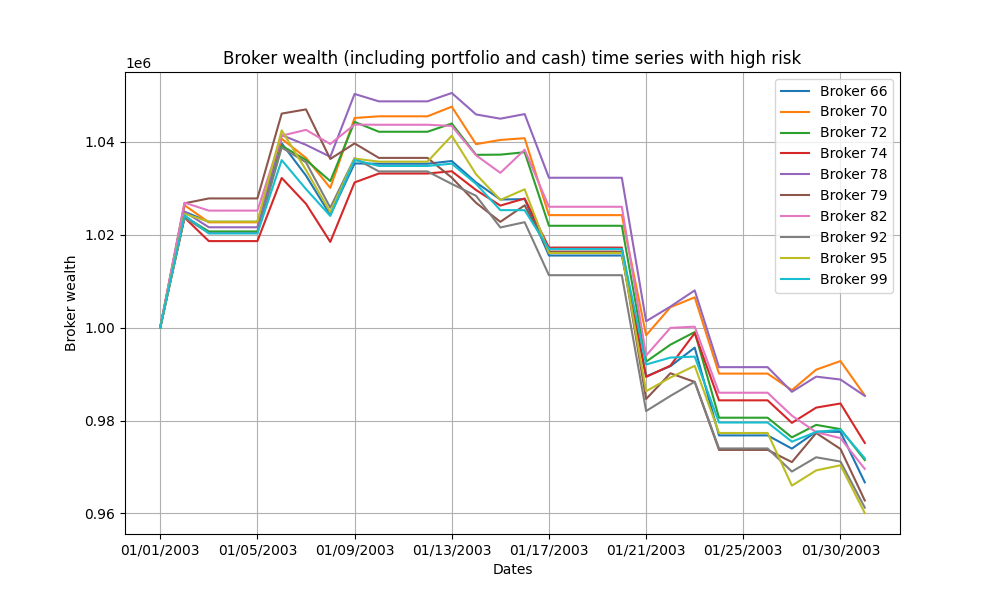 Broker wealth (including portfolio and cash) time series with high risk
1e6
Broker 66
Broker 70
Broker 72
Broker 74
Broker 78
Broker 79
Broker 82
Broker 92
Broker 95
Broker 99
1.04
1.02
1.00
0.98
0.96
Broker wealth
01/01/2003 01/05/2003 01/09/2003 01/13/2003 01/17/2003 01/21/2003 01/25/2003 01/30/2003
Dates